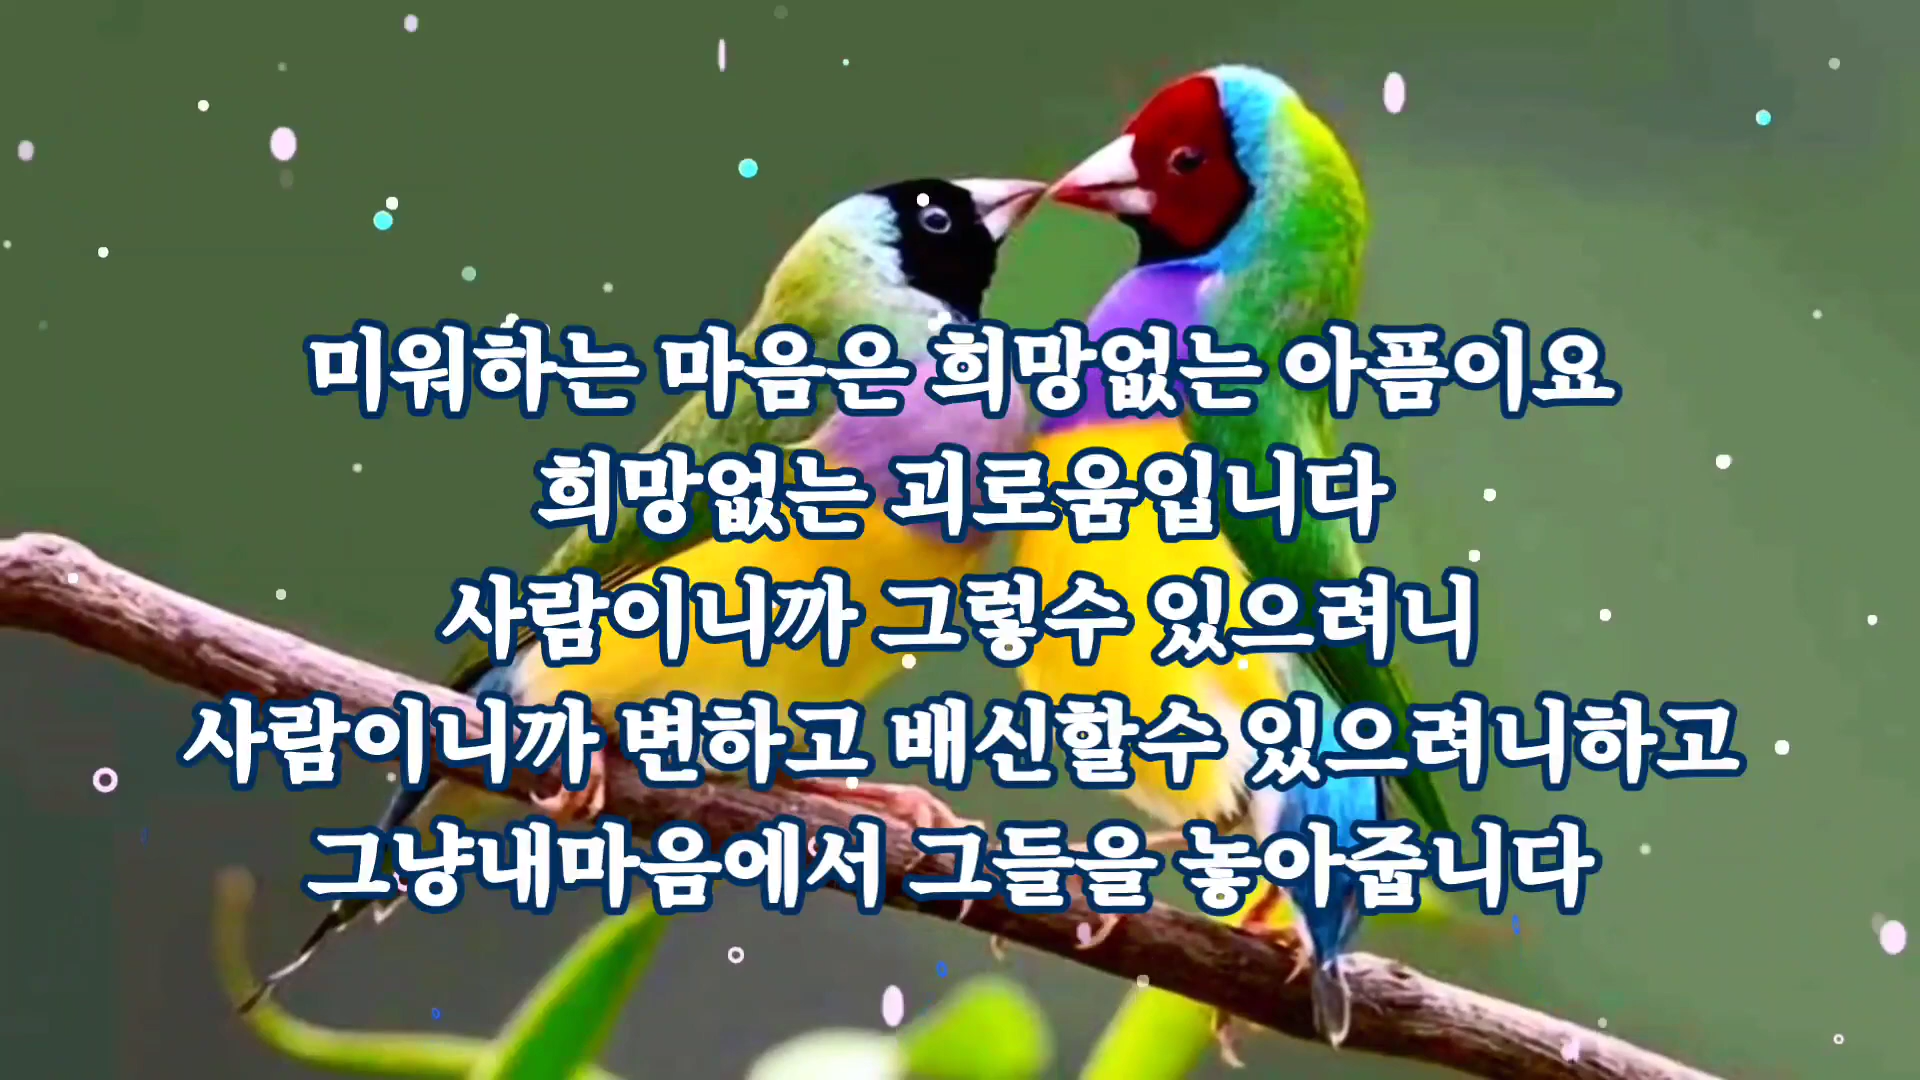 미워하는 마음은 희망없는 아픔이요
희망없는 괴로움입니다
사람이니까 그렇수 있으려니
사람이니까 변하고 배신할수 있으려니하고
그냥내마음에서 그들을 놓아줍니다